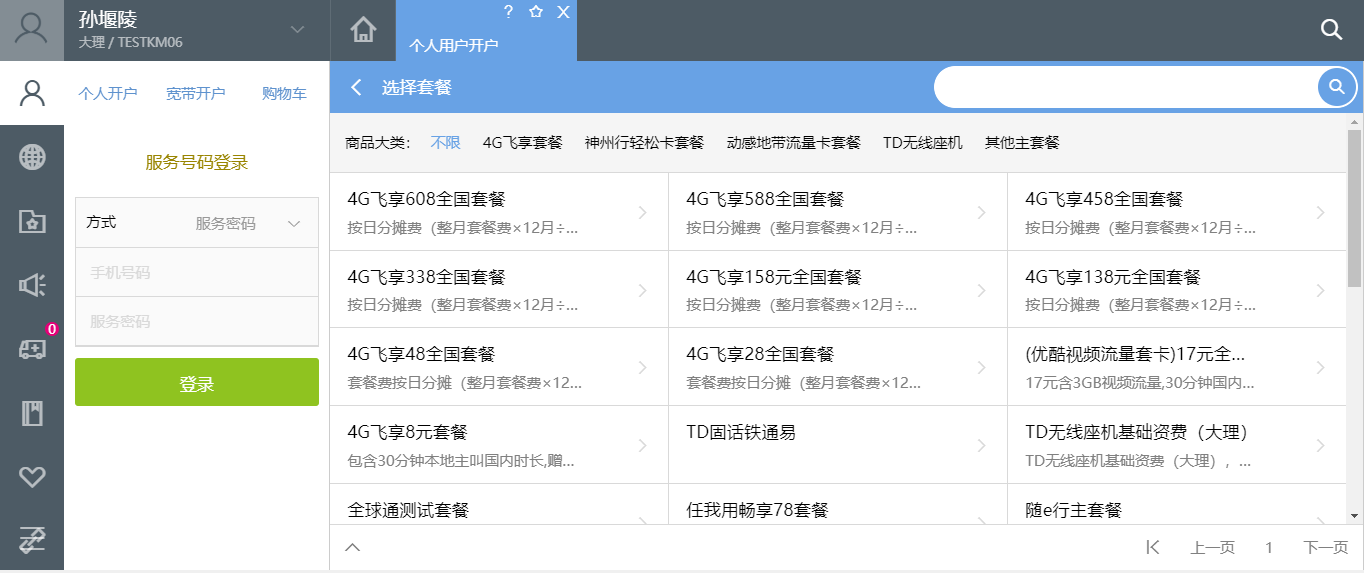 孙堰陵
大理 / TESTKM06
? X
个人用户开户
个人开户 宽带开户 购物车
服务号码登录
方式 服务密码
手机号码
服务密码
登录
0
选择套餐
商品大类： 不限 4G飞享套餐 神州行轻松卡套餐 动感地带流量卡套餐 TD无线座机 其他主套餐
4G飞享608全国套餐
按日分摊费（整月套餐费×12月÷...
4G飞享588全国套餐
按日分摊费（整月套餐费×12月÷...
4G飞享458全国套餐
按日分摊费（整月套餐费×12月÷...
4G飞享338全国套餐
按日分摊费（整月套餐费×12月÷...
4G飞享158元全国套餐
按日分摊费（整月套餐费×12月÷...
4G飞享138元全国套餐
按日分摊费（整月套餐费×12月÷...
4G飞享48全国套餐
套餐费按日分摊（整月套餐费×12...
4G飞享28全国套餐
套餐费按日分摊（整月套餐费×12...
(优酷视频流量套卡)17元全...
17元含3GB视频流量,30分钟国内...
4G飞享8元套餐
包含30分钟本地主叫国内时长,赠...
TD固话铁通易
TD无线座机基础资费（大理）
TD无线座机基础资费（大理），...
全球通测试套餐
任我用畅享78套餐
随e行主套餐
上一页 1 下一页